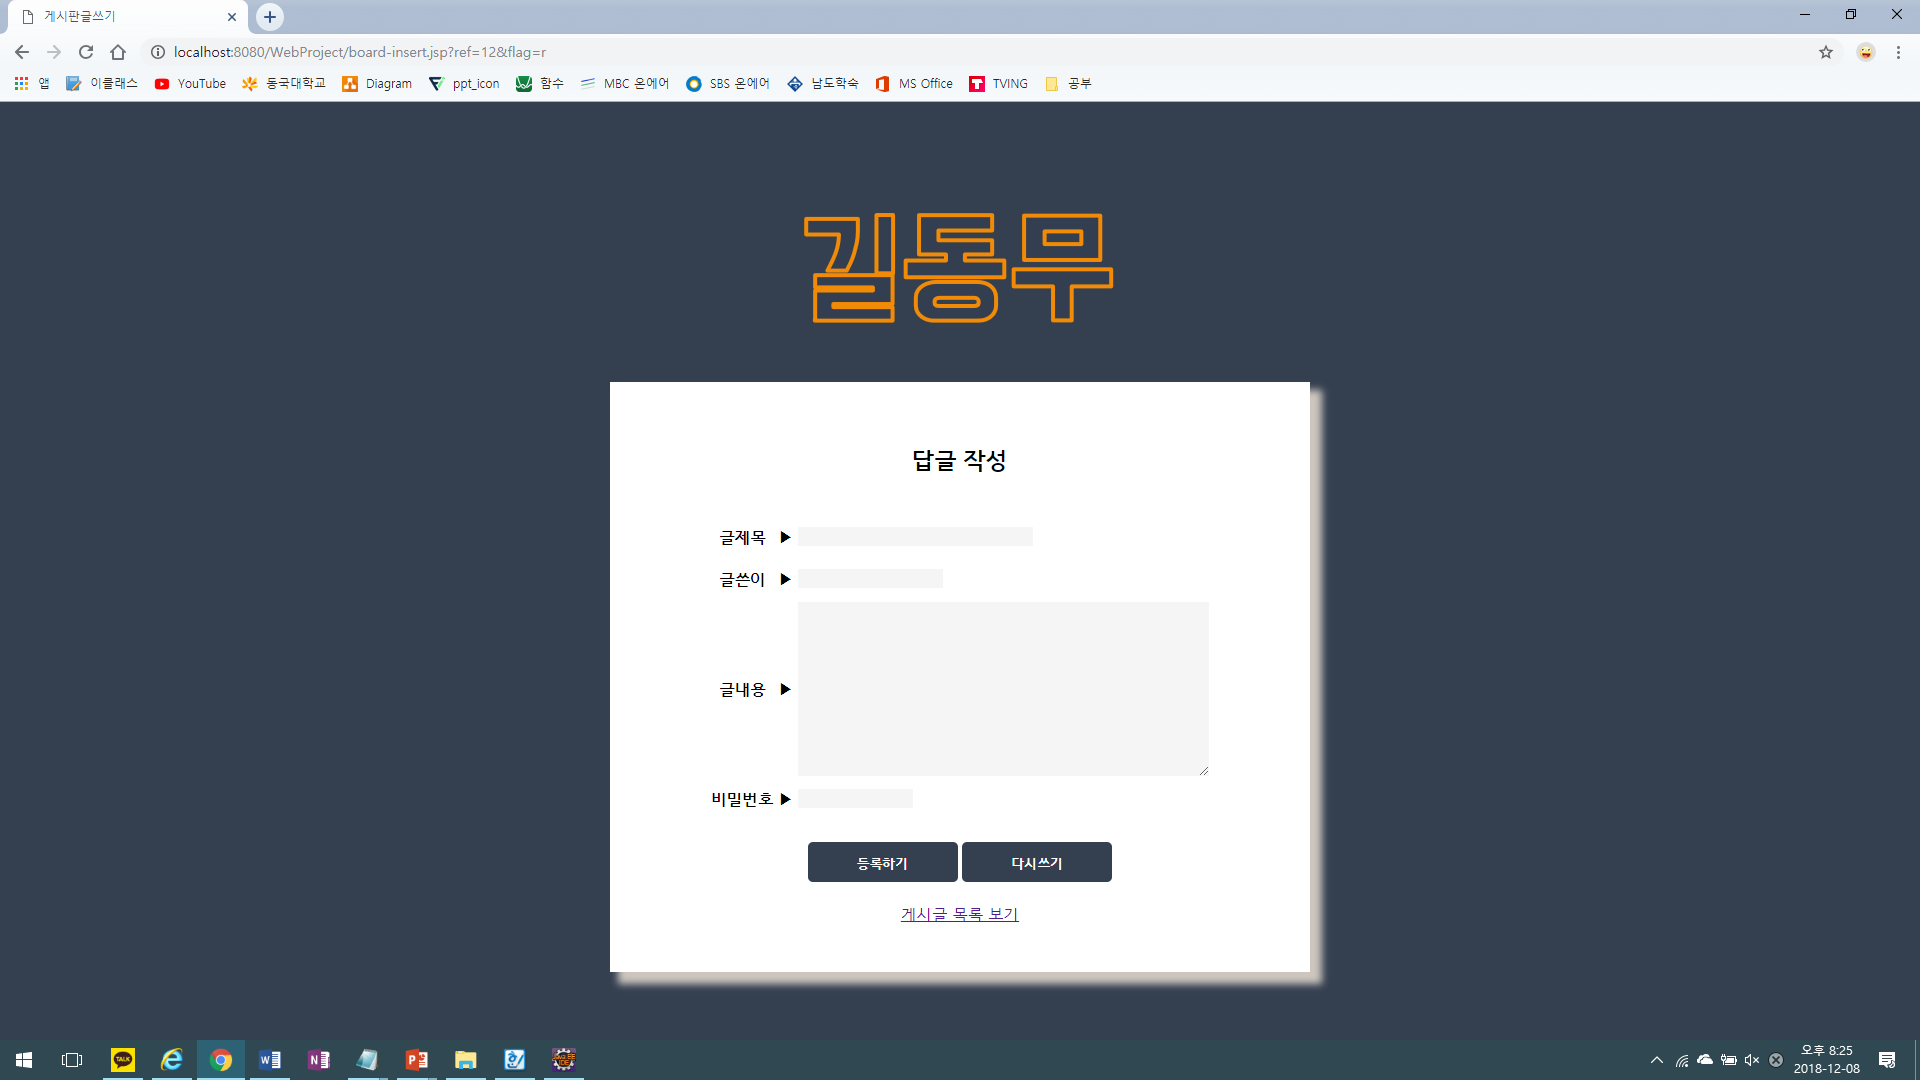 게시판글쓰기
localhost:8080/WebProject/board-insert.jsp?ref=12&flag=r
앱 이클래스 YouTube 동국대학교 Diagram ppt_icon 함수 MBC 온에어 SBS 온에어 남도학숙 MS Office TVING 공부
길동무
답글 작성
글제목 ▶
글쓴이 ▶
글내용 ▶
비밀번호 ▶
등록하기 다시쓰기
게시글 목록 보기
TALK
오후 8:25
2018-12-08